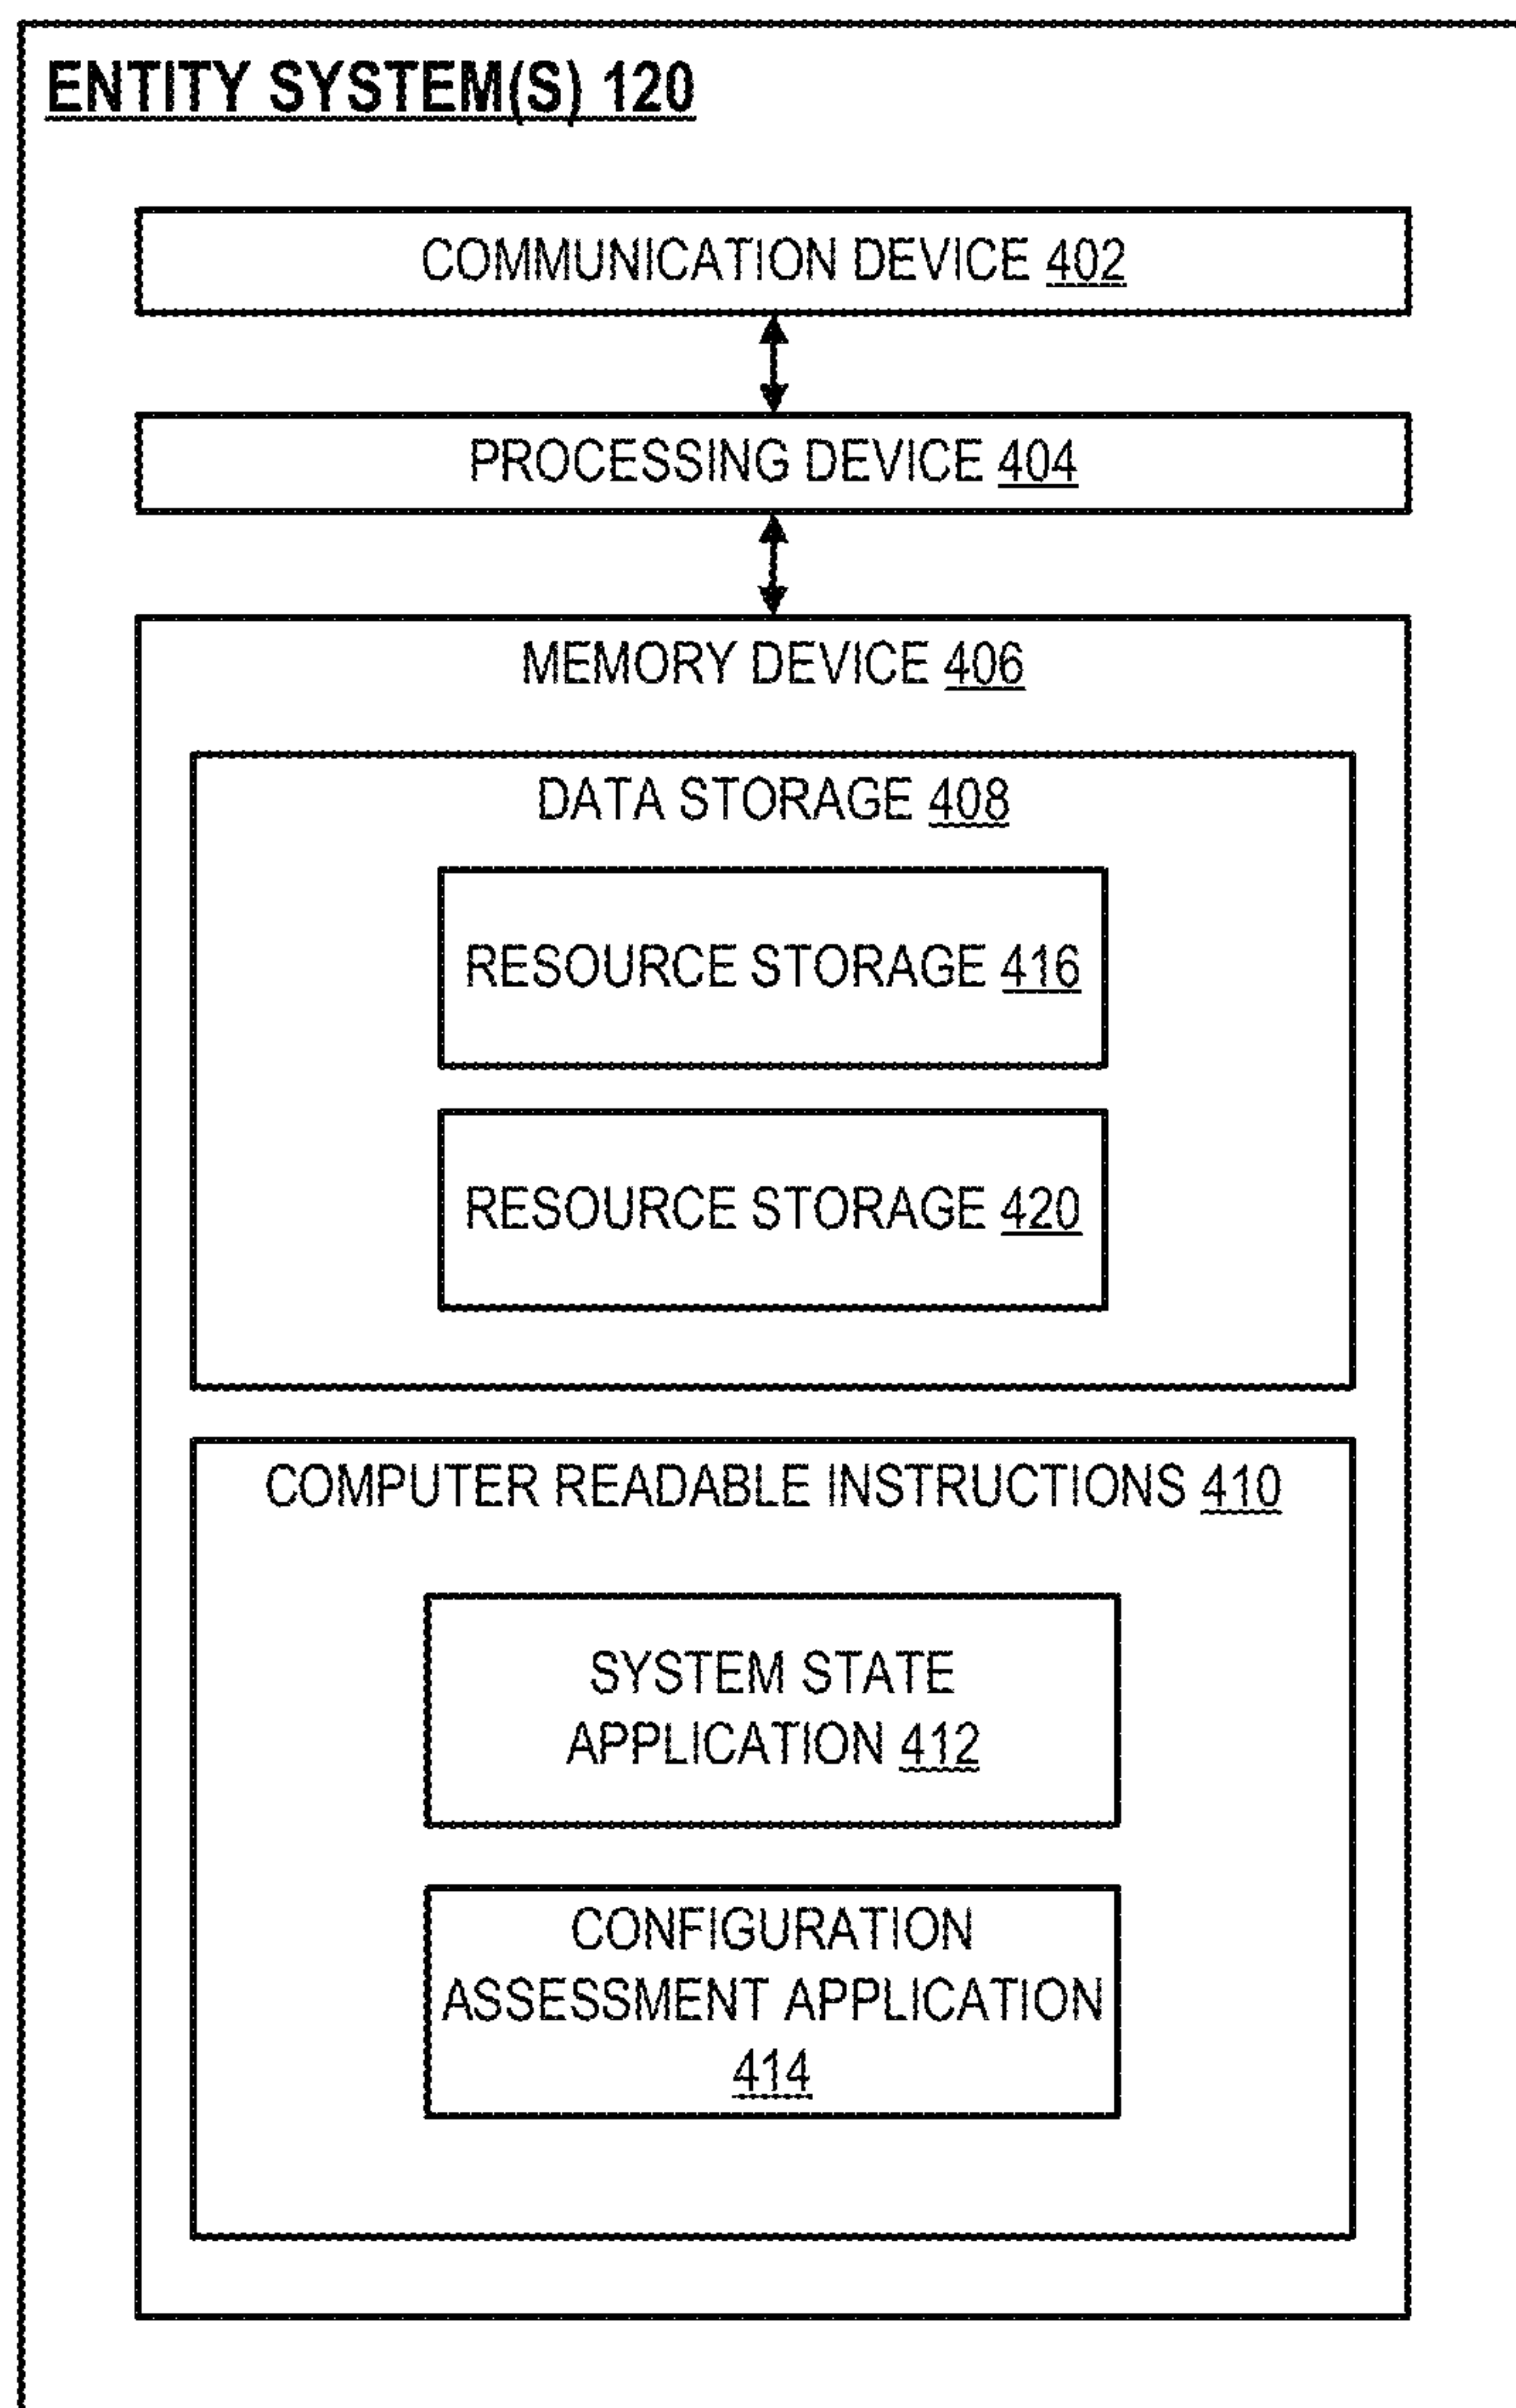 ENTITY SYSTEM(S) 120
COMMUNICATION DEVICE 402
PROCESSING DEVICE 404
MEMORY DEVICE 406
DATA STORAGE 408
RESOURCE STORAGE 416
RESOURCE STORAGE 420
COMPUTER READABLE INSTRUCTIONS 410
SYSTEM STATE
APPLICATION 412
CONFIGURATION
ASSESSMENT APPLICATION
414